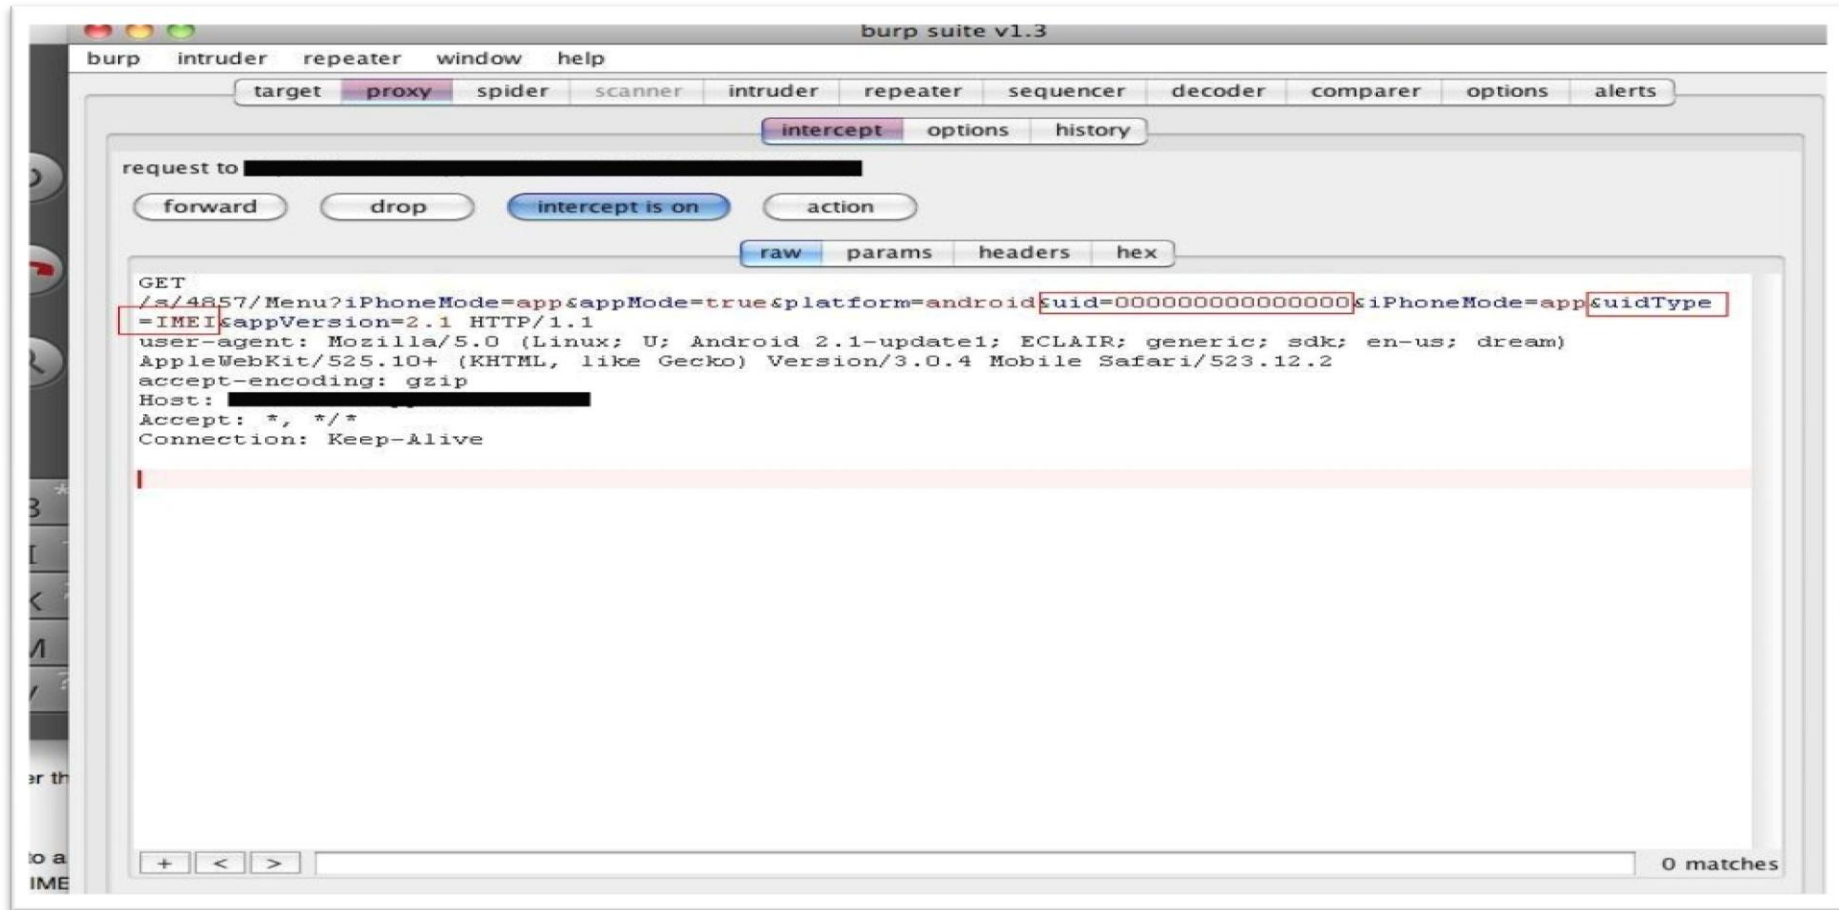 burp suite v1.3
burp intruder repeater window help
target proxy spider scanner intruder repeater sequencer decoder comparer options alerts
intercept options history
request to
forward drop intercept is on action
raw params headers hex
GET
/s/4857/Menu?iPhoneMode=app&appMode=true&platform=android&uid=000000000000000&iPhoneMode=app&uidType
=IMEI&appVersion=2.1 HTTP/1.1
user-agent: Mozilla/5.0 (Linux; U; Android 2.1-update1; ECLAIR; generic; sdk; en-us; dream)
AppleWebKit/525.10+ (KHTML, like Gecko) Version/3.0.4 Mobile Safari/523.12.2
accept-encoding: gzip
Host:
Accept: *, */*
Connection: Keep-Alive
K
M
er th
to a
IME
+ < > 0 matches